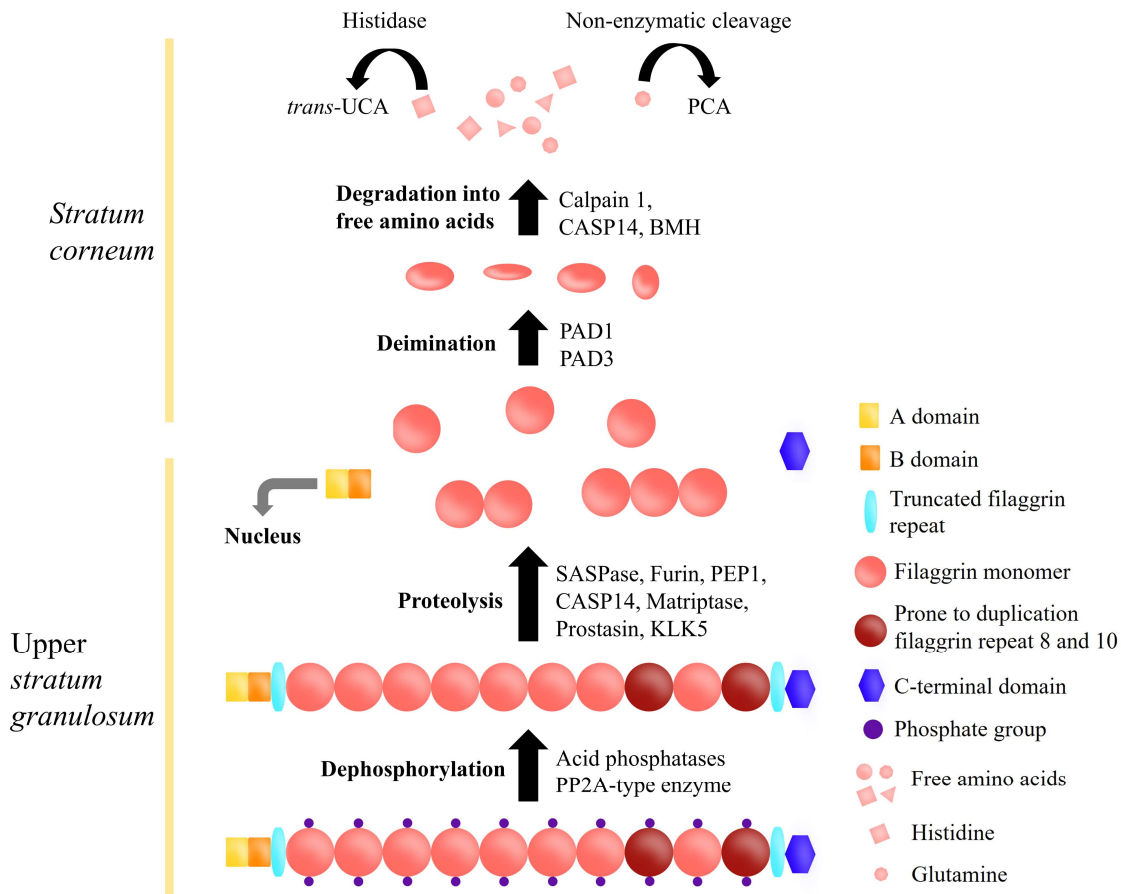 Histidase
Non-enzymatic cleavage
trans-UCA
PCA
Degradation into
free amino acids
Calpain 1,
CASP14, BMH
Stratum
corneum
Deimination
PAD1
PAD3
Nucleus
Proteolysis
SASPase, Furin, PEP1,
CASP14, Matriptase,
Prostasin, KLK5
Upper
stratum
granulosum
Dephosphorylation
Acid phosphatases
PP2A-type enzyme
A domain
B domain
Truncated filaggrin
repeat
Filaggrin monomer
Prone to duplication
filaggrin repeat 8 and 10
C-terminal domain
Phosphate group
Free amino acids
Histidine
Glutamine